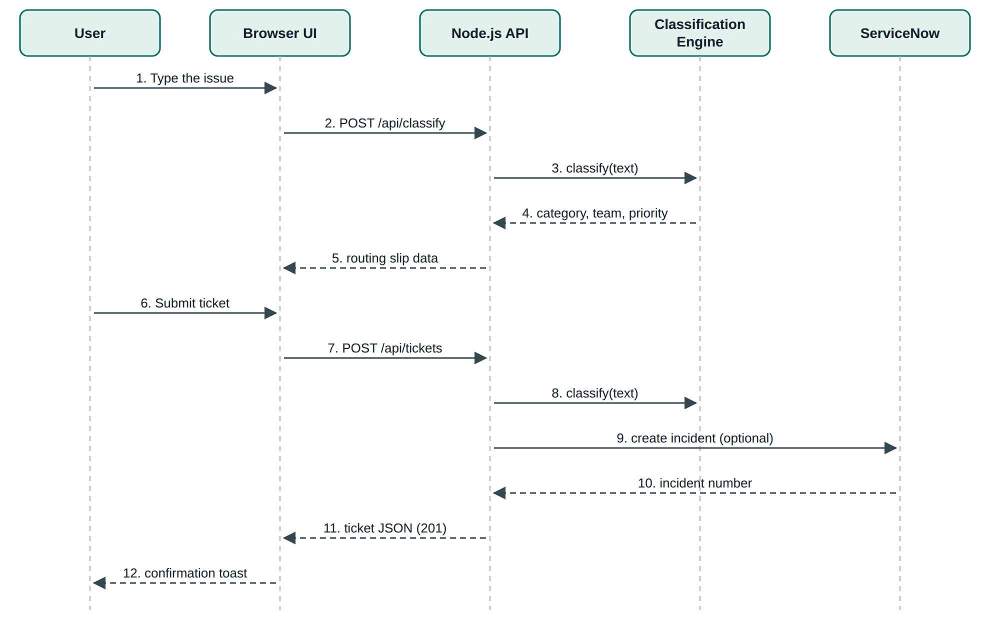 User
Browser UI
Node.js API
Classification
Engine
ServiceNow
1. Type the issue
2. POST /api/classify
3. classify(text)
4. category, team, priority
5. routing slip data
6. Submit ticket
7. POST /api/tickets
8. classify(text)
9. create incident (optional)
10. incident number
11. ticket JSON (201)
12. confirmation toast